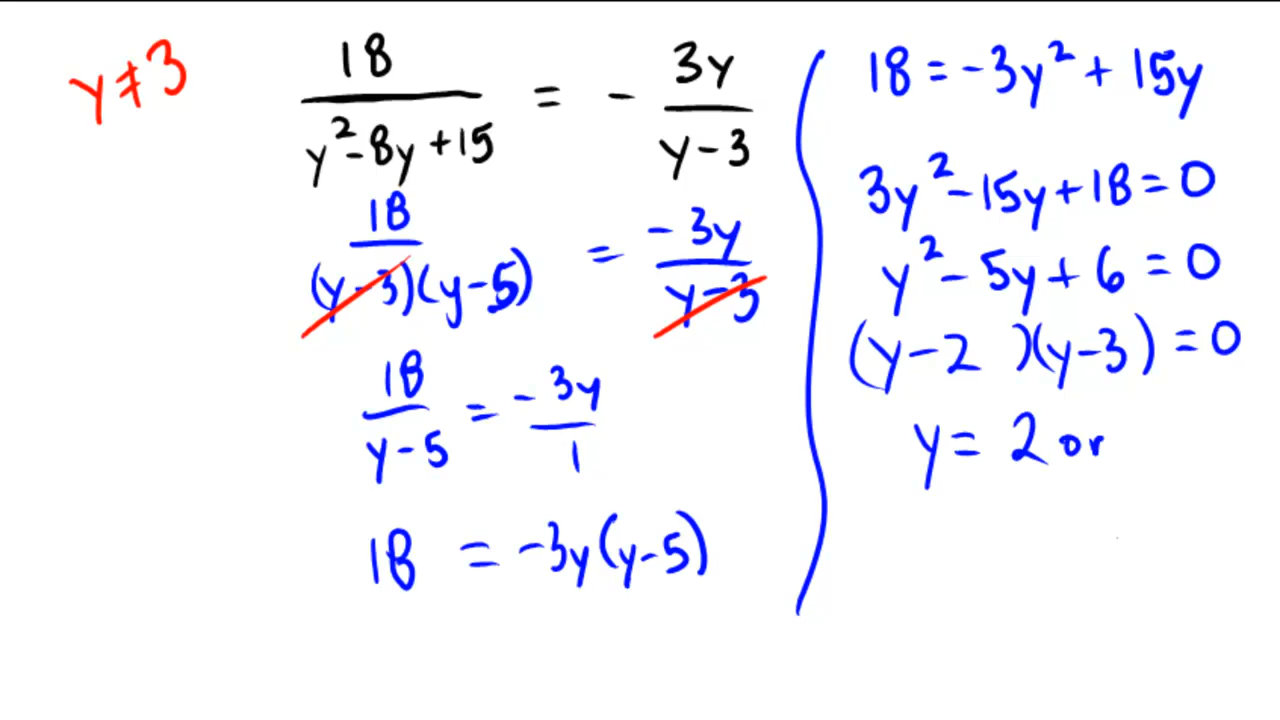 y ≠ 3
18 / (y² - 8y + 15) = - 3y / (y - 3)
18 / ((y - 3)(y - 5)) = -3y / (y - 3)
18 / (y - 5) = -3y / 1
18 = -3y(y - 5)
18 = -3y² + 15y
3y² - 15y + 18 = 0
y² - 5y + 6 = 0
(y - 2 )(y - 3) = 0
y = 2 or